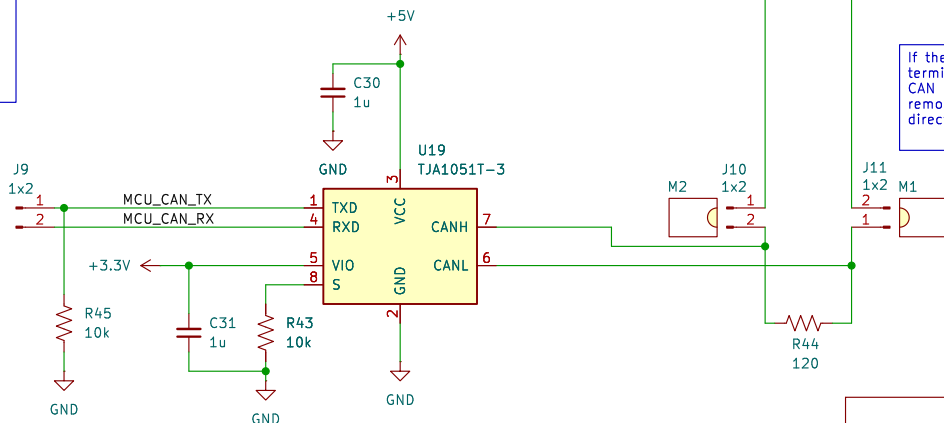 +5V
If the
termi
CAN
remo
direc
C30
1u
GND
U19
TJA1051T-3
J9
1x2
1
2
MCU_CAN_TX
MCU_CAN_RX
3
1
TXD
VCC
4
RXD
CANH
7
+3.3V
5
VIO
CANL
6
8
S
GND
2
M2
J10
1x2
1
2
J11
1x2
2
1
M1
R45
10k
C31
1u
R43
10k
R44
120
GND
GND
GND